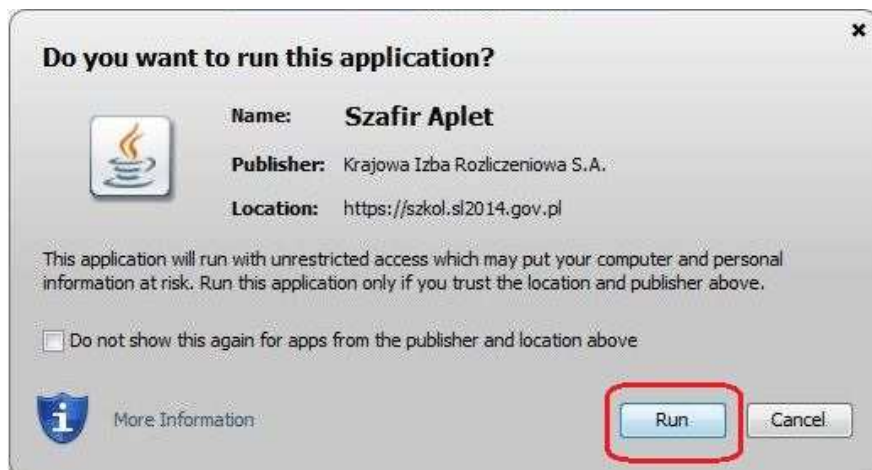 Do you want to run this application?
Name: Szafir Aplet
Publisher: Krajowa Izba Rozliczeniowa S.A.
Location: https://szkol.sl2014.gov.pl
This application will run with unrestricted access which may put your computer and personal
information at risk. Run this application only if you trust the location and publisher above.
Do not show this again for apps from the publisher and location above
More Information
Run
Cancel